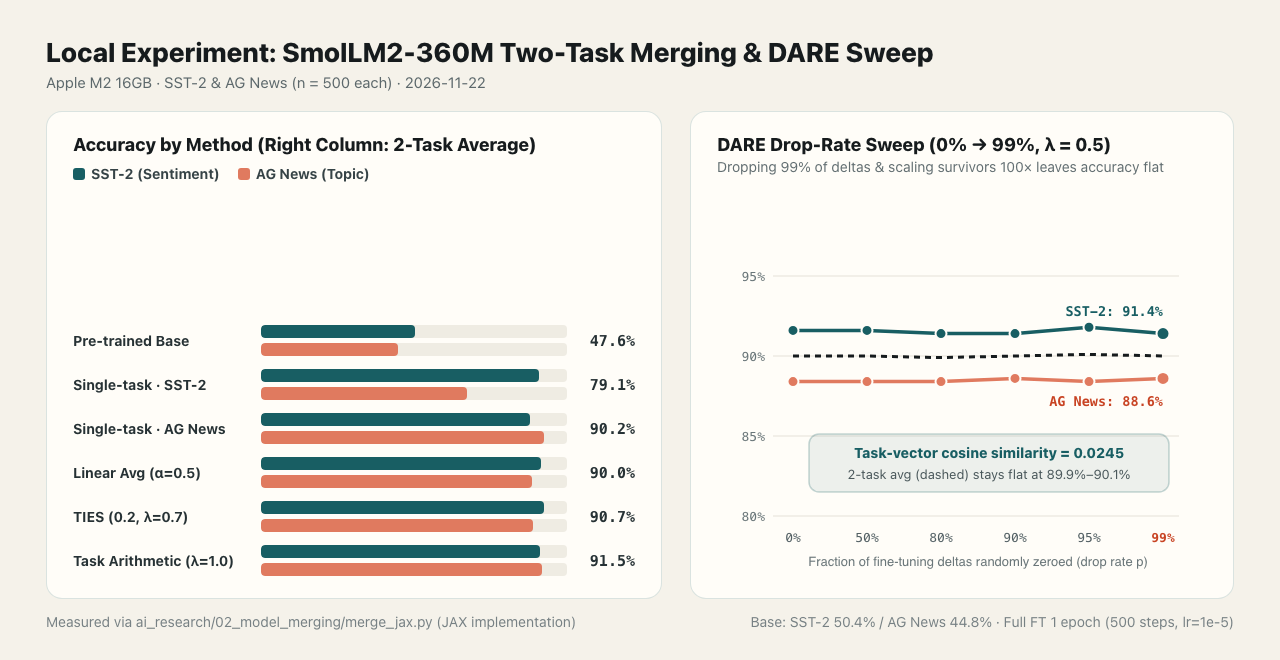 Local Experiment: SmolLM2-360M Two-Task Merging & DARE Sweep
Apple M2 16GB · SST-2 & AG News (n = 500 each) · 2026-11-22
Accuracy by Method (Right Column: 2-Task Average)
SST-2 (Sentiment) AG News (Topic)
Pre-trained Base 47.6%
Single-task · SST-2 79.1%
Single-task · AG News 90.2%
Linear Avg (α=0.5) 90.0%
TIES (0.2, λ=0.7) 90.7%
Task Arithmetic (λ=1.0) 91.5%
DARE Drop-Rate Sweep (0% → 99%, λ = 0.5)
Dropping 99% of deltas & scaling survivors 100× leaves accuracy flat
95%
SST-2: 91.4%
90%
AG News: 88.6%
85%
Task-vector cosine similarity = 0.0245
2-task avg (dashed) stays flat at 89.9%–90.1%
80%
0% 50% 80% 90% 95% 99%
Fraction of fine-tuning deltas randomly zeroed (drop rate p)
Measured via ai_research/02_model_merging/merge_jax.py (JAX implementation)
Base: SST-2 50.4% / AG News 44.8% · Full FT 1 epoch (500 steps, lr=1e-5)